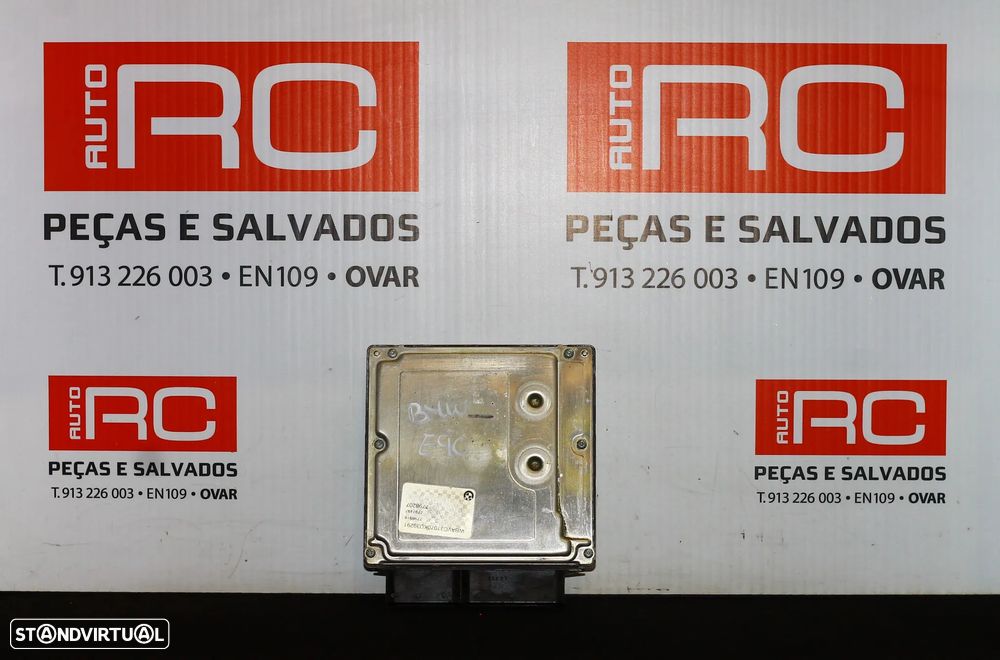 AUTO RC
PEÇAS E SALVADOS
T. 913 226 003 • EN109 • OVAR
AUTO RC
PEÇAS E SALVADOS
T. 913 226 003 • EN109 • OVAR
AUTO RC
PEÇAS E SALVADOS
T. 913 226 003 • EN109 • OVAR
AUTO RC
PEÇAS E SALVADOS
T. 913 226 003 • EN109 • OVAR
BMW
7798207
STANDVIRTUAL